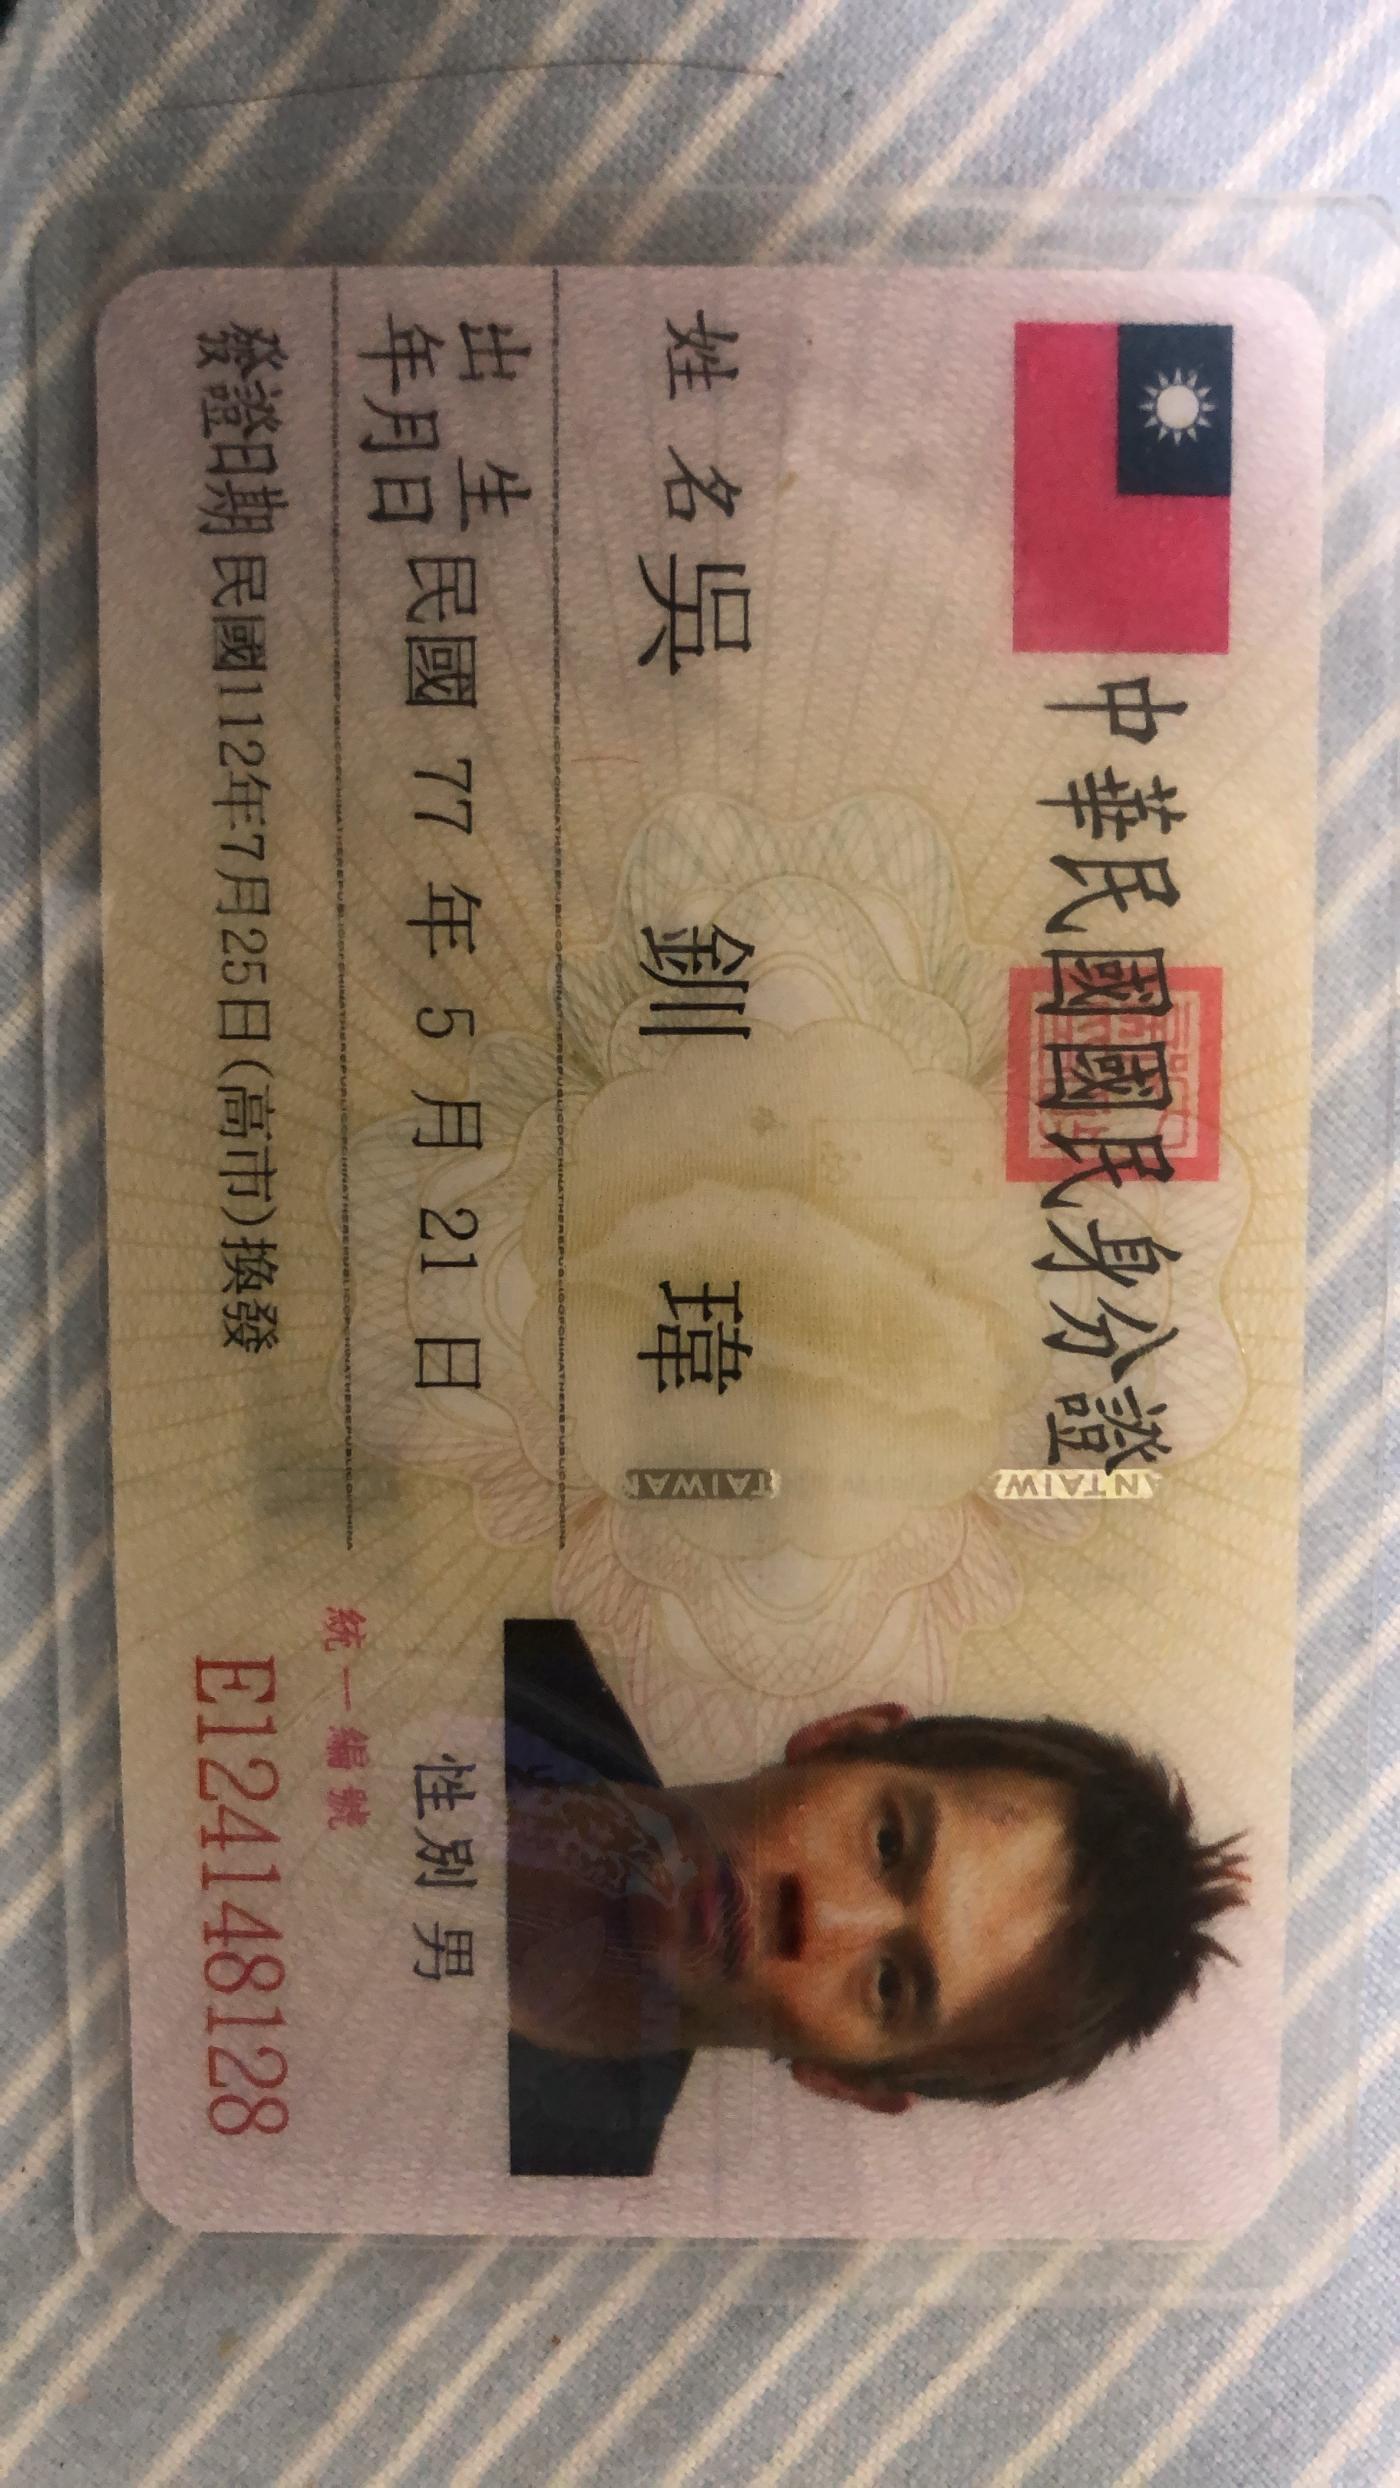 中華民國國民身分證
姓名 吳釗瑋
出生年月日 民國 77 年 5 月 21 日
性別 男
發證日期 民國112年7月25日(高市)換發
統一編號
E124148128
TAIWAN